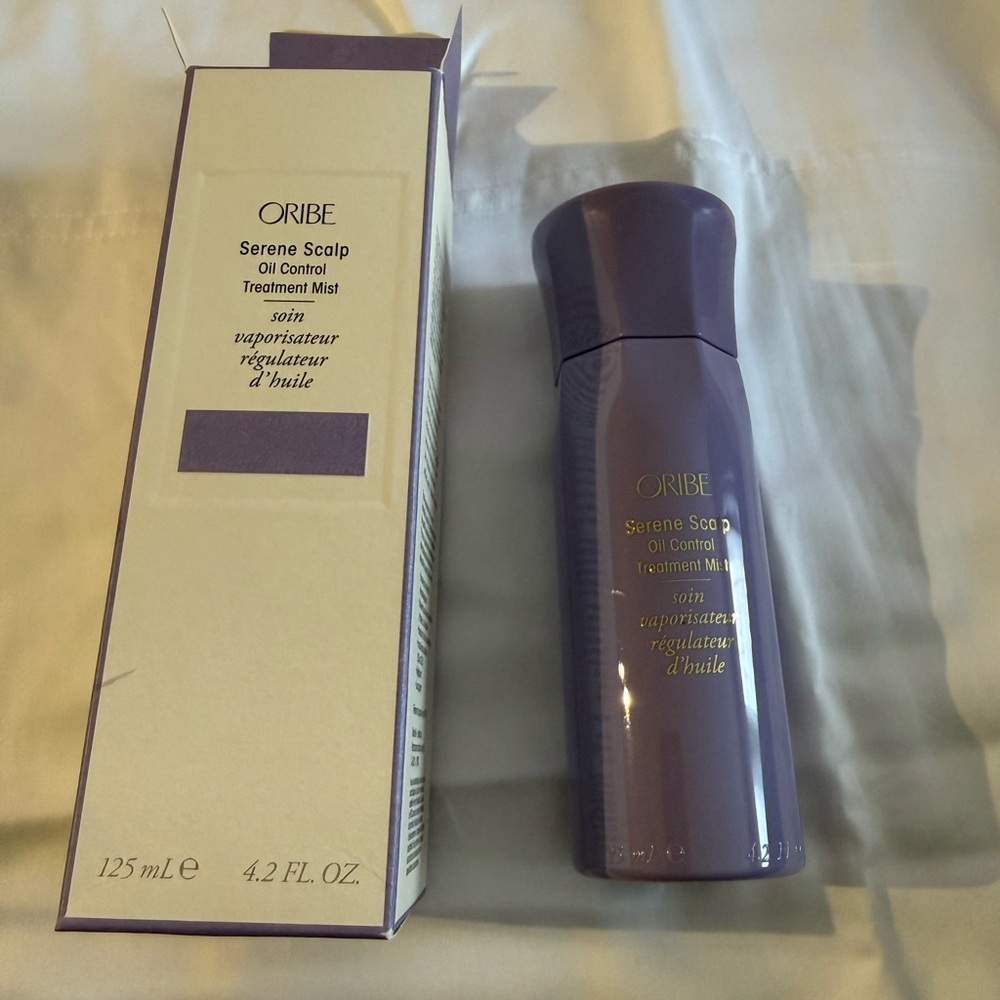 ORIBE
Serene Scalp
Oil Control
Treatment Mist
soin
vaporisateur
régulateur
d'huile
125 mL e
4.2 FL. OZ.
ORIBE
Serene Scalp
Oil Control
Treatment Mist
soin
vaporisateur
régulateur
d'huile